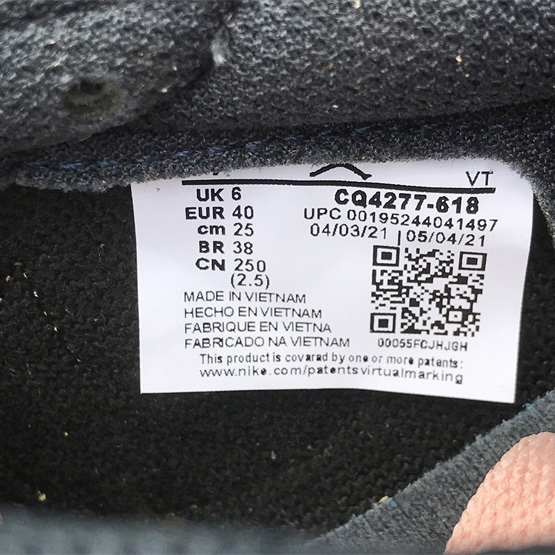 VT
UK 6
EUR 40
cm 25
BR 38
CN 250
(2.5)
CQ4277-618
UPC 00195244041497
04/03/21 | 05/04/21
MADE IN VIETNAM
HECHO EN VIETNAM
FABRIQUE EN VIETNA
FABRICADO NA VIETNAM
00055FCJHJGH
This product is covarad by one or more patents:
www.nike.com/patentsvirtualmarking